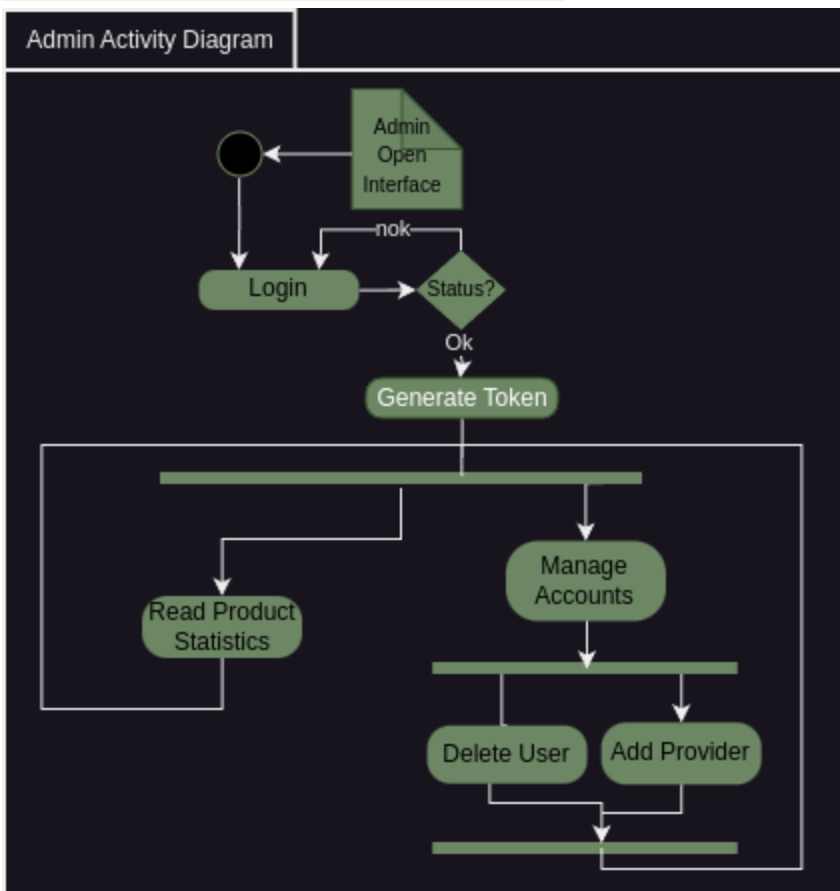 Admin Activity Diagram
Admin
Open
Interface
nok
Login
Status?
Ok
Generate Token
Manage
Accounts
Read Product
Statistics
Delete User
Add Provider